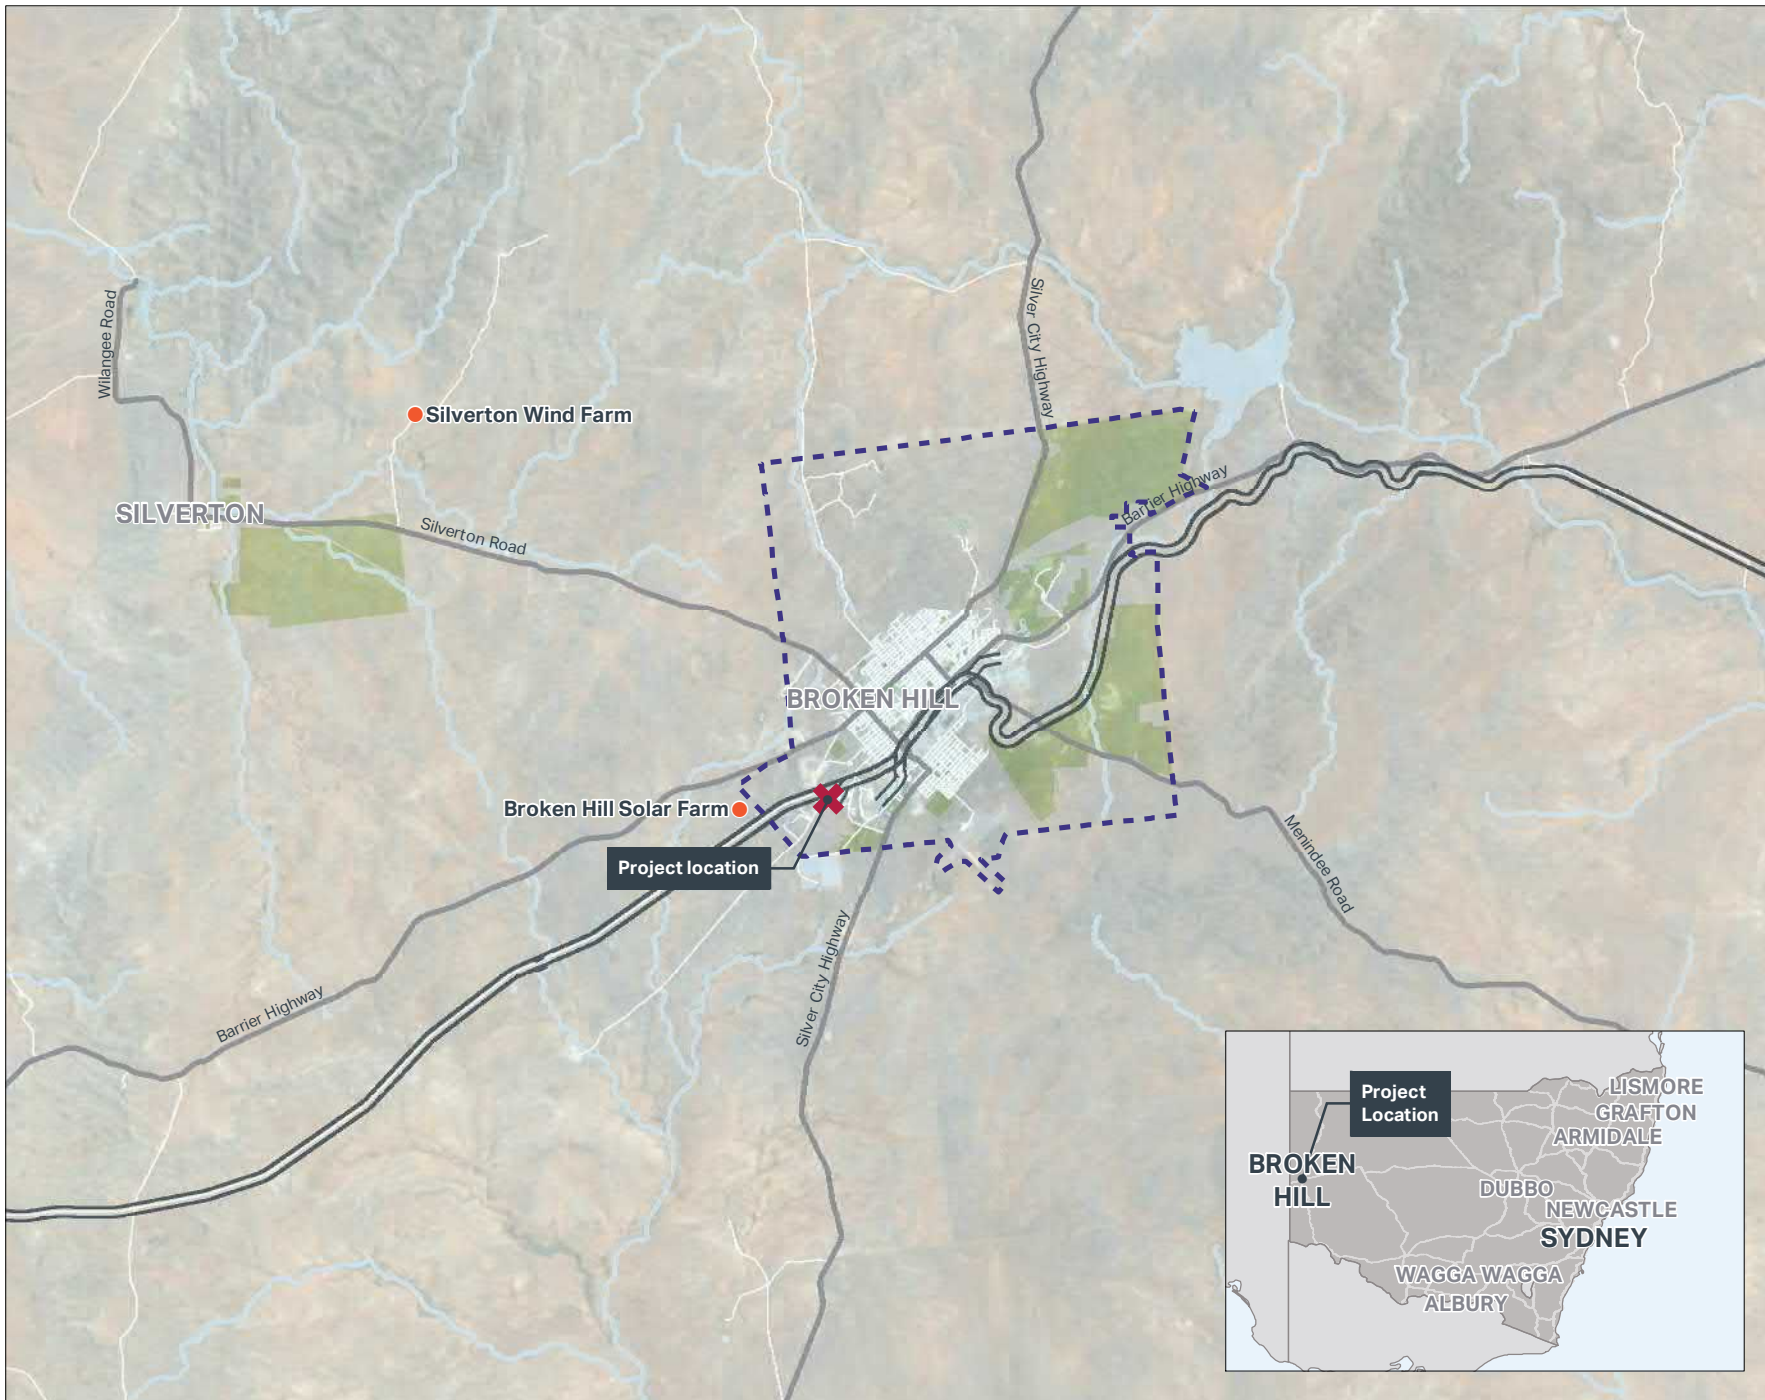 Silver City Highway
Wilangee Road
Silverton Wind Farm
Barrier Highway
SILVERTON
Silverton Road
BROKEN HILL
Broken Hill Solar Farm
Project location
Menindee Road
Silver City Highway
Barrier Highway
Project
Location
LISMORE
GRAFTON
ARMIDALE
BROKEN
HILL
DUBBO
NEWCASTLE
SYDNEY
WAGGA WAGGA
ALBURY